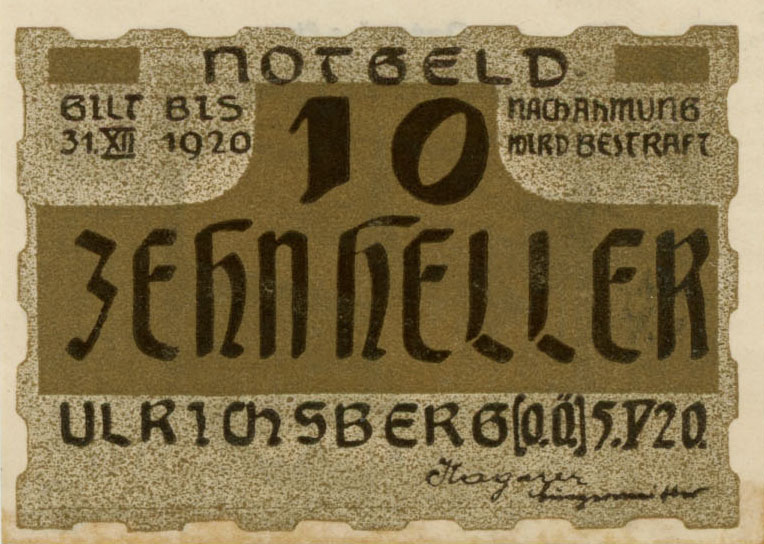 NOTGELD
GILT BIS
31.XII 1920
10
NACHAHMUNG
WIRD BESTRAFT
ZEHN HELLER
ULRICHSBERG (O.Ö.) 5.V 20.